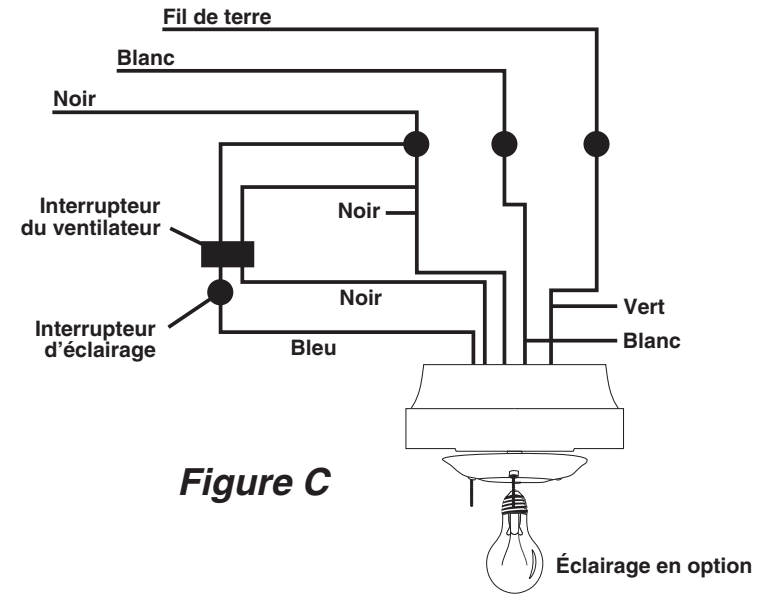 Fil de terre
Blanc
Noir
Interrupteur
du ventilateur
Noir
Noir
Vert
Interrupteur
d'éclairage
Bleu
Blanc
Figure C
Éclairage en option